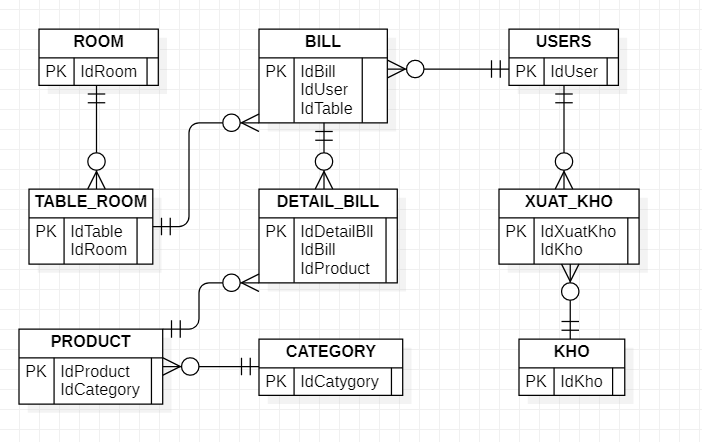 ROOM
PK IdRoom
BILL
PK IdBill
IdUser
IdTable
USERS
PK IdUser
TABLE_ROOM
PK IdTable
IdRoom
DETAIL_BILL
PK IdDetailBll
IdBill
IdProduct
XUAT_KHO
PK IdXuatKho
IdKho
PRODUCT
PK IdProduct
IdCategory
CATEGORY
PK IdCatygory
KHO
PK IdKho